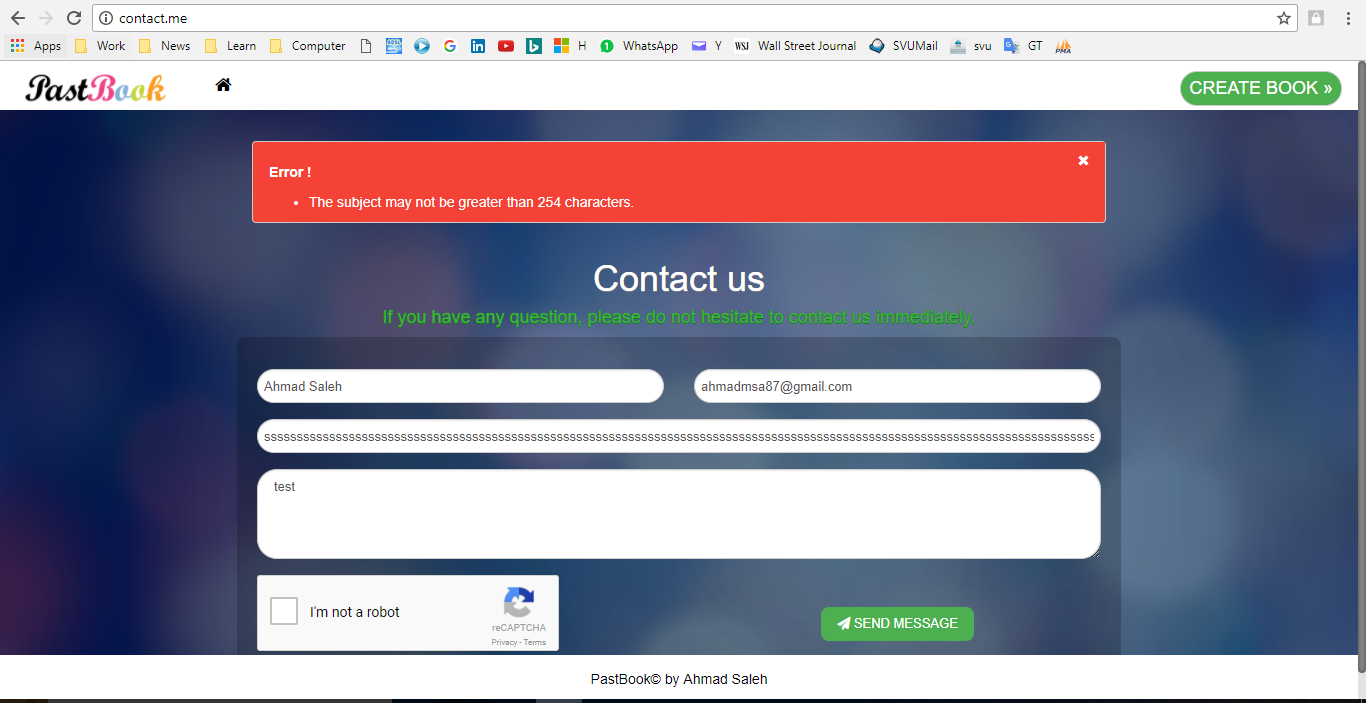 contact.me
Apps Work News Learn Computer H WhatsApp Y WSJ Wall Street Journal SVUMail svu GT PMA
PastBook
CREATE BOOK »
Error !
The subject may not be greater than 254 characters.
Contact us
If you have any question, please do not hesitate to contact us immediately.
Ahmad Saleh
ahmadmsa87@gmail.com
test
I'm not a robot
reCAPTCHA
Privacy - Terms
SEND MESSAGE
PastBook© by Ahmad Saleh